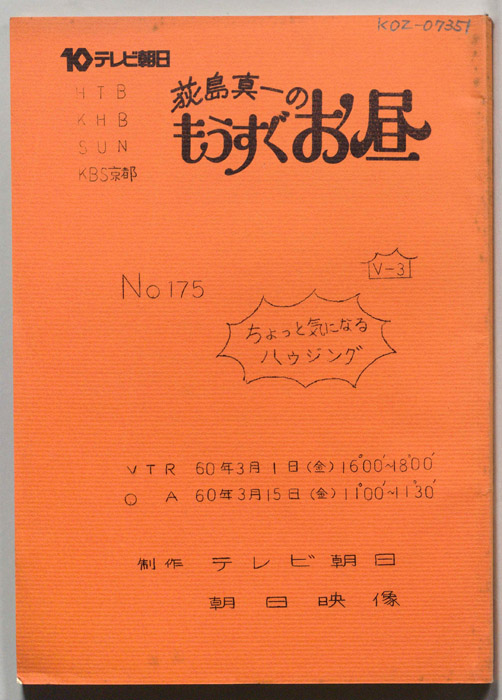 KOZ-07351
10テレビ朝日
HTB
KHB
SUN
KBS京都
荻島真一の
もうすぐお昼
V-3
No 175
ちょっと気になる
ハウジング
VTR 60年3月1日(金)16°00′~18°00′
O A 60年3月15日(金)11°00′~11°30′
制作 テレビ朝日
朝日映像